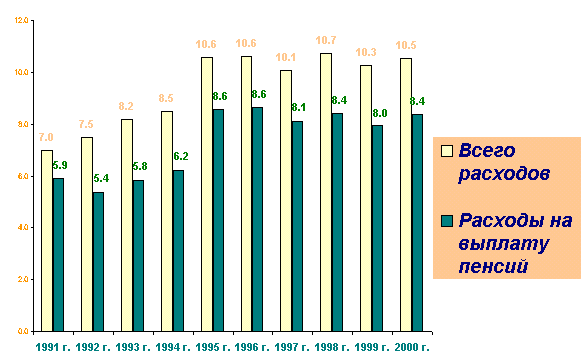 12.0
10.0
8.0
6.0
4.0
2.0
0.0
7.0 7.5 8.2 8.5 10.6 10.6 10.1 10.7 10.3 10.5
5.9 5.4 5.8 6.2 8.6 8.6 8.1 8.4 8.0 8.4
1991 г. 1992 г. 1993 г. 1994 г. 1995 г. 1996 г. 1997 г. 1998 г. 1999 г. 2000 г.
Всего
расходов
Расходы на
выплату
пенсий